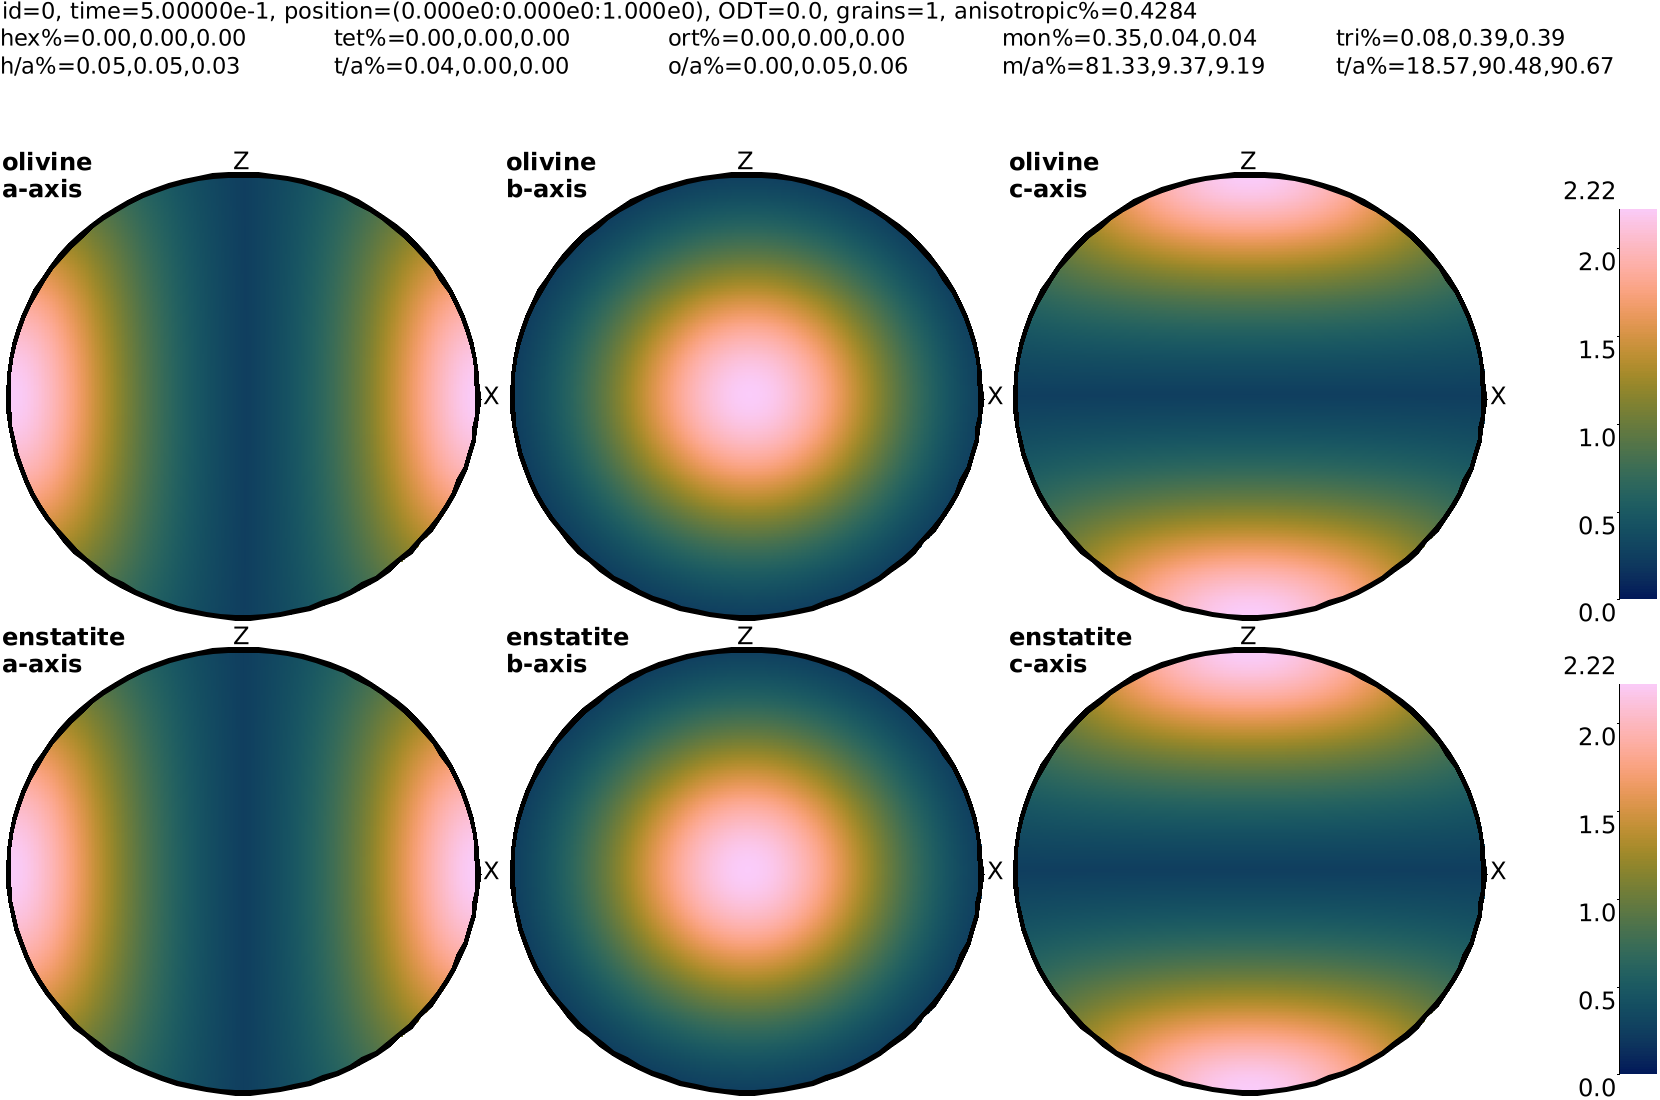 id=0, time=5.00000e-1, position=(0.000e0:0.000e0:1.000e0), ODT=0.0, grains=1, anisotropic%=0.4284
hex%=0.00,0.00,0.00 tet%=0.00,0.00,0.00 ort%=0.00,0.00,0.00 mon%=0.35,0.04,0.04 tri%=0.08,0.39,0.39
h/a%=0.05,0.05,0.03 t/a%=0.04,0.00,0.00 o/a%=0.00,0.05,0.06 m/a%=81.33,9.37,9.19 t/a%=18.57,90.48,90.67
olivine
a-axis
Z
X
olivine
b-axis
Z
X
olivine
c-axis
Z
X
2.22
2.0
1.5
1.0
0.5
0.0
enstatite
a-axis
Z
X
enstatite
b-axis
Z
X
enstatite
c-axis
Z
X
2.22
2.0
1.5
1.0
0.5
0.0